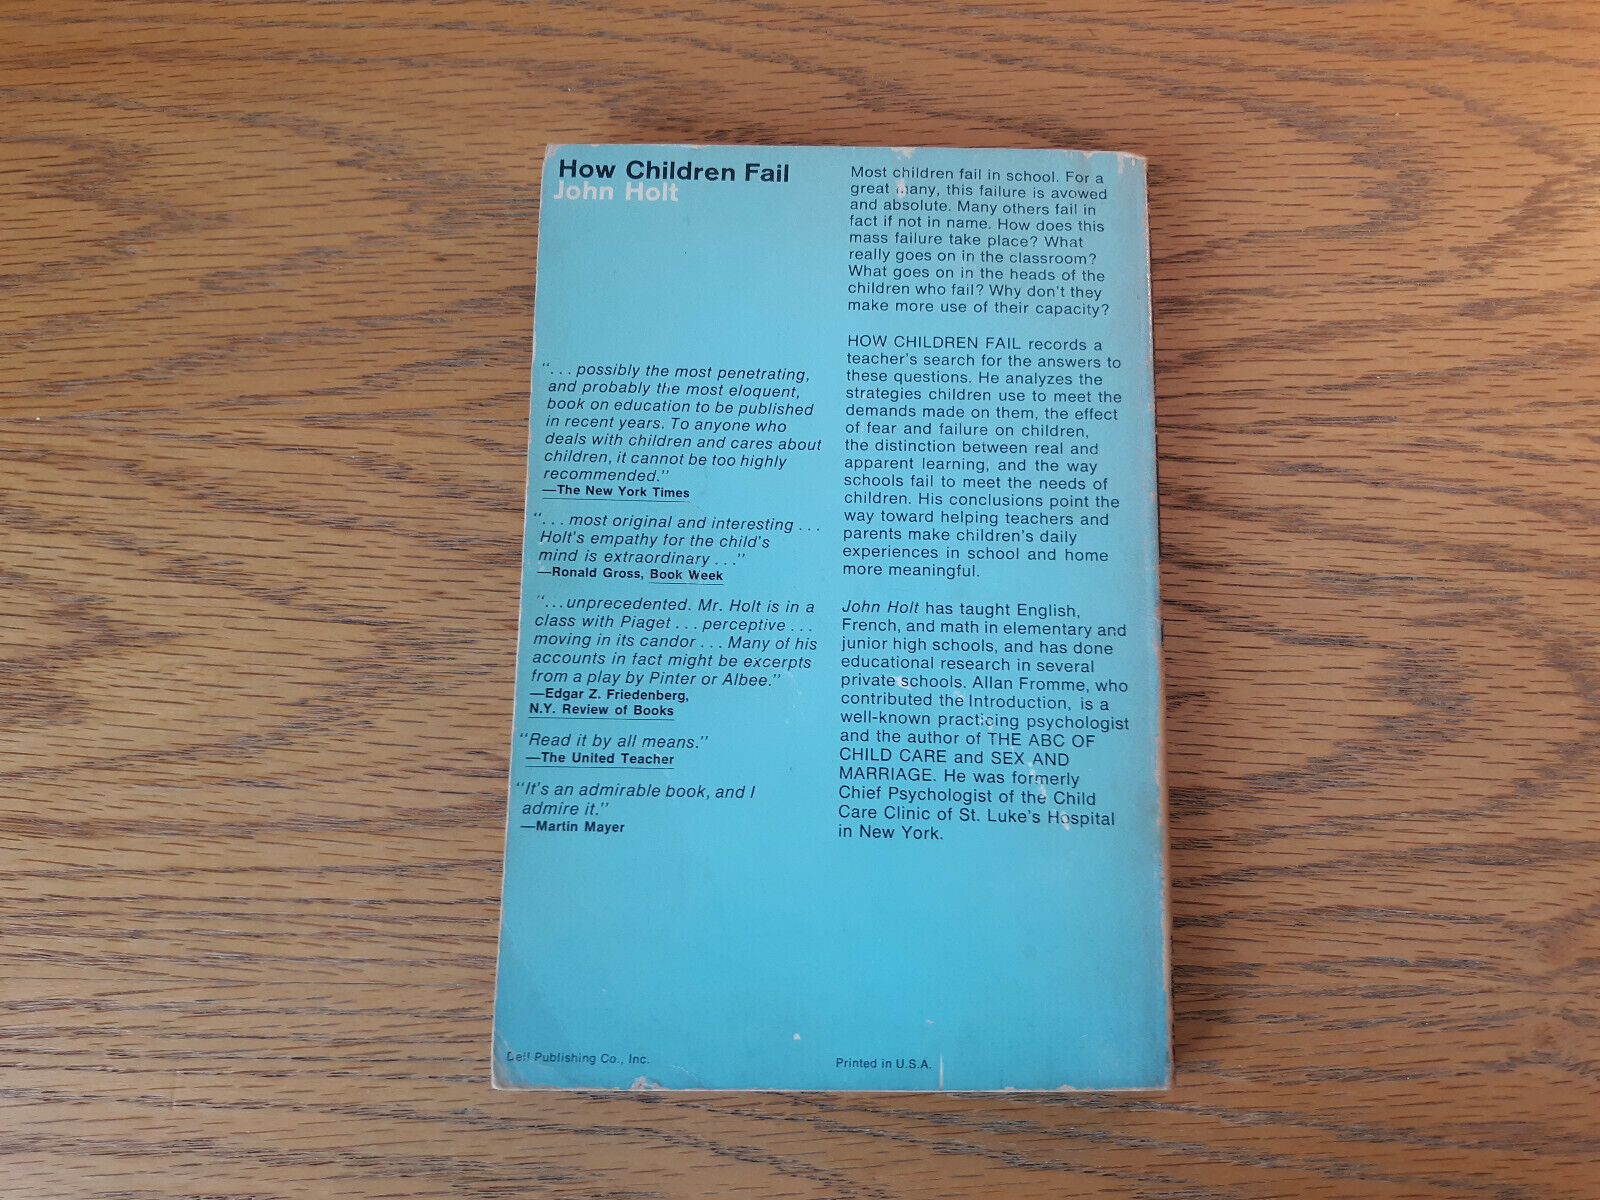 How Children Fail
John Holt
". . . possibly the most penetrating,
and probably the most eloquent,
book on education to be published
in recent years. To anyone who
deals with children and cares about
children, it cannot be too highly
recommended."
—The New York Times
". . . most original and interesting . . .
Holt's empathy for the child's
mind is extraordinary . . ."
—Ronald Gross, Book Week
". . . unprecedented. Mr. Holt is in a
class with Piaget . . . perceptive . . .
moving in its candor . . . Many of his
accounts in fact might be excerpts
from a play by Pinter or Albee."
—Edgar Z. Friedenberg,
N.Y. Review of Books
"Read it by all means."
—The United Teacher
"It's an admirable book, and I
admire it."
—Martin Mayer
Dell Publishing Co., Inc.
Most children fail in school. For a
great many, this failure is avowed
and absolute. Many others fail in
fact if not in name. How does this
mass failure take place? What
really goes on in the classroom?
What goes on in the heads of the
children who fail? Why don't they
make more use of their capacity?
HOW CHILDREN FAIL records a
teacher's search for the answers to
these questions. He analyzes the
strategies children use to meet the
demands made on them, the effect
of fear and failure on children,
the distinction between real and
apparent learning, and the way
schools fail to meet the needs of
children. His conclusions point the
way toward helping teachers and
parents make children's daily
experiences in school and home
more meaningful.
John Holt has taught English,
French, and math in elementary and
junior high schools, and has done
educational research in several
private schools. Allan Fromme, who
contributed the Introduction, is a
well-known practicing psychologist
and the author of THE ABC OF
CHILD CARE and SEX AND
MARRIAGE. He was formerly
Chief Psychologist of the Child
Care Clinic of St. Luke's Hospital
in New York.
Printed in U.S.A.